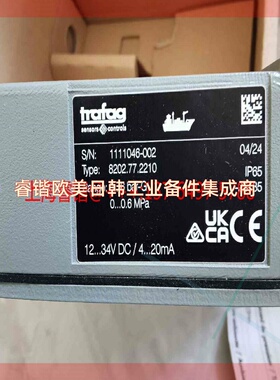 trafag
sensors & controls
S/N: 1111046-002 04/24
Type: 8202.77.2210 IP65
睿锴欧美日韩工业备件集成商
0...0.6 MPa
12...34V DC / 4...20mA
UK
CA
CE